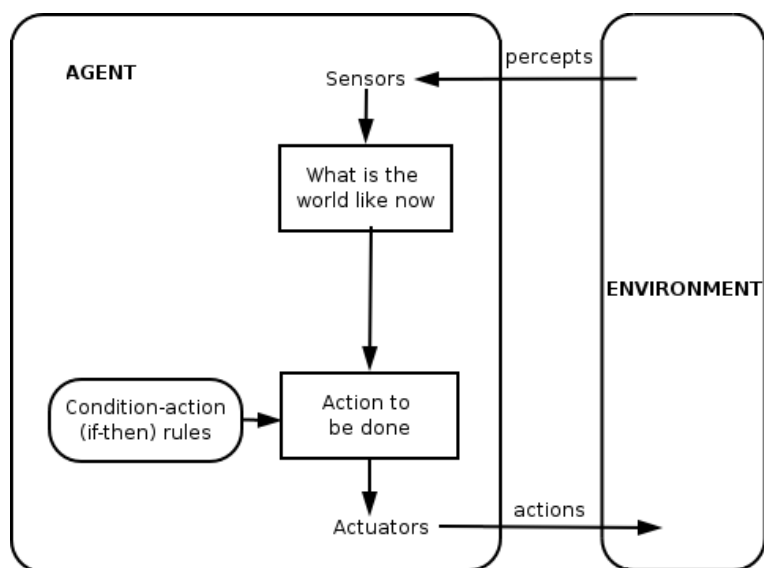 AGENT
Sensors
percepts
What is the
world like now
ENVIRONMENT
Condition-action
(if-then) rules
Action to
be done
Actuators
actions